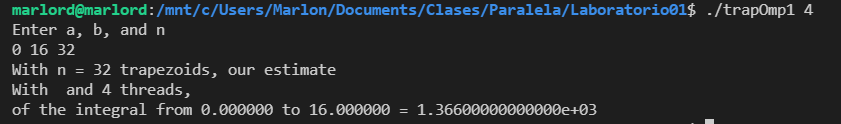 marlord@marlord:/mnt/c/Users/Marlon/Documents/Clases/Paralela/Laboratorio01$ ./trapOmp1 4
Enter a, b, and n
0 16 32
With n = 32 trapezoids, our estimate
With  and 4 threads,
of the integral from 0.000000 to 16.000000 = 1.36600000000000e+03